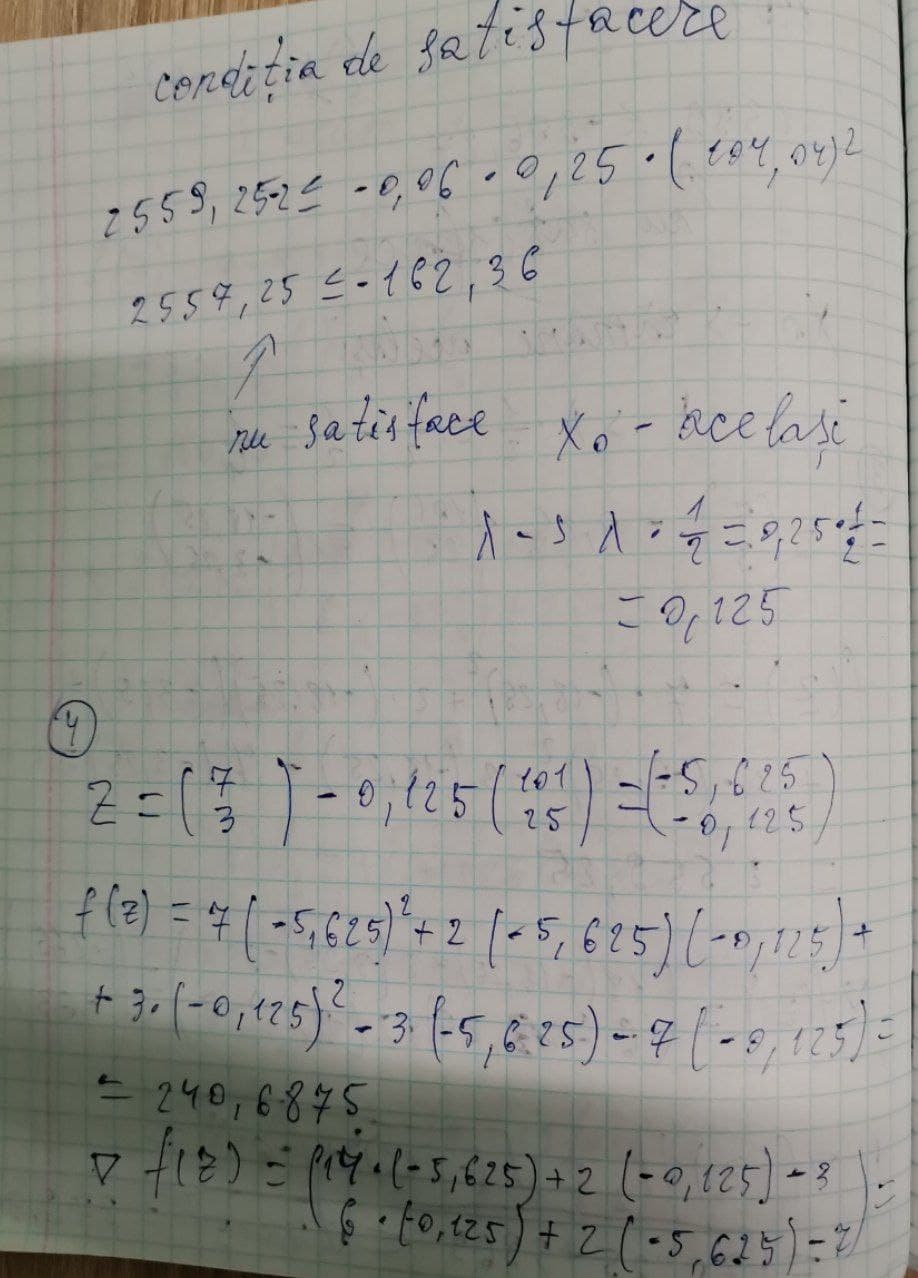 condiția de satisfacere
2559,25-2 ≤ -0,06 · 0,25 · (104,04)²
2557,25 ≤ -162,36
nu satisface x₀ - același
λ → λ · 1/2 = 0,25 · 1/2 =
= 0,125
4
Z = (7 3) - 0,125 (101 25) = (-5,625 -0,125)
f(z) = 7(-5,625)² + 2(-5,625)(-0,125) +
+ 3·(-0,125)² - 3(-5,625) - 7(-0,125) =
= 240,6875
∇ f(z) = (14·(-5,625) + 2(-0,125) - 3
6·(-0,125) + 2(-5,625) - 7) =